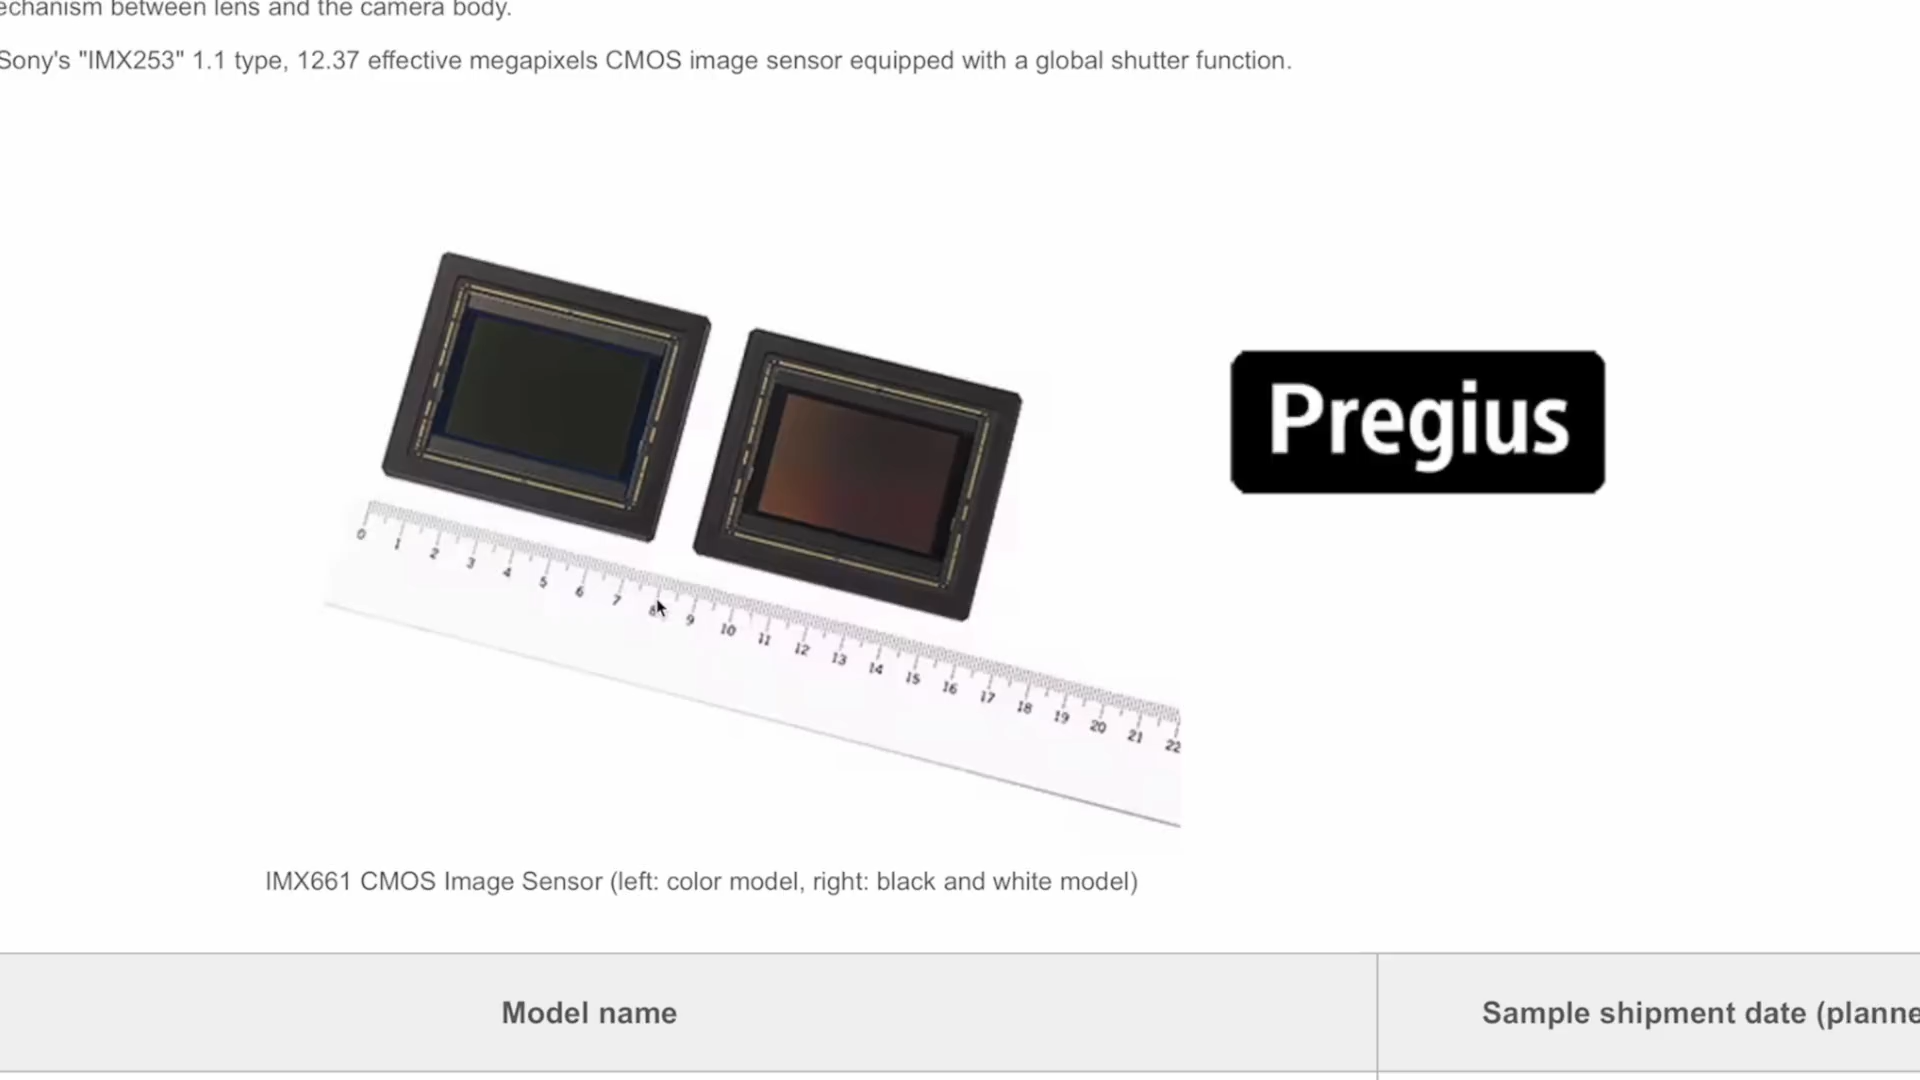 echanism between lens and the camera body.
Sony's "IMX253" 1.1 type, 12.37 effective megapixels CMOS image sensor equipped with a global shutter function.
Pregius
0 1 2 3 4 5 6 7 8 9 10 11 12 13 14 15 16 17 18 19 20 21 22
IMX661 CMOS Image Sensor (left: color model, right: black and white model)
Model name
Sample shipment date (planne